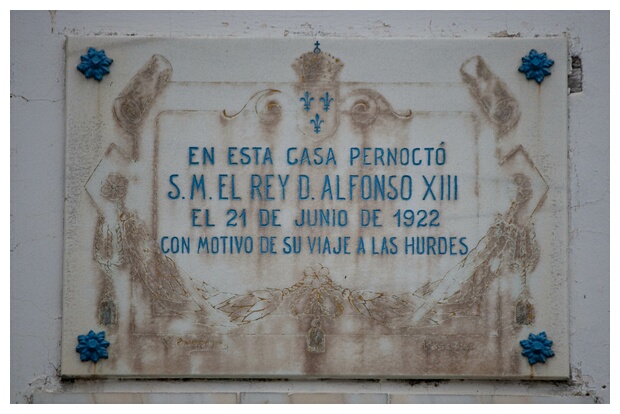 EN ESTA CASA PERNOCTÓ
S. M. EL REY D. ALFONSO XIII
EL 21 DE JUNIO DE 1922
CON MOTIVO DE SU VIAJE A LAS HURDES